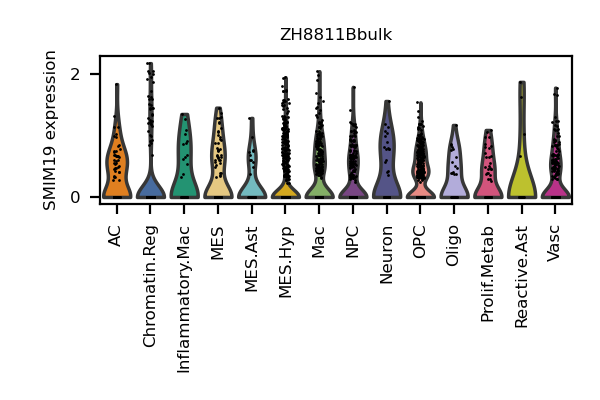 ZH8811Bbulk
SMIM19 expression
2
0
AC
Chromatin.Reg
Inflammatory.Mac
MES
MES.Ast
MES.Hyp
Mac
NPC
Neuron
OPC
Oligo
Prolif.Metab
Reactive.Ast
Vasc